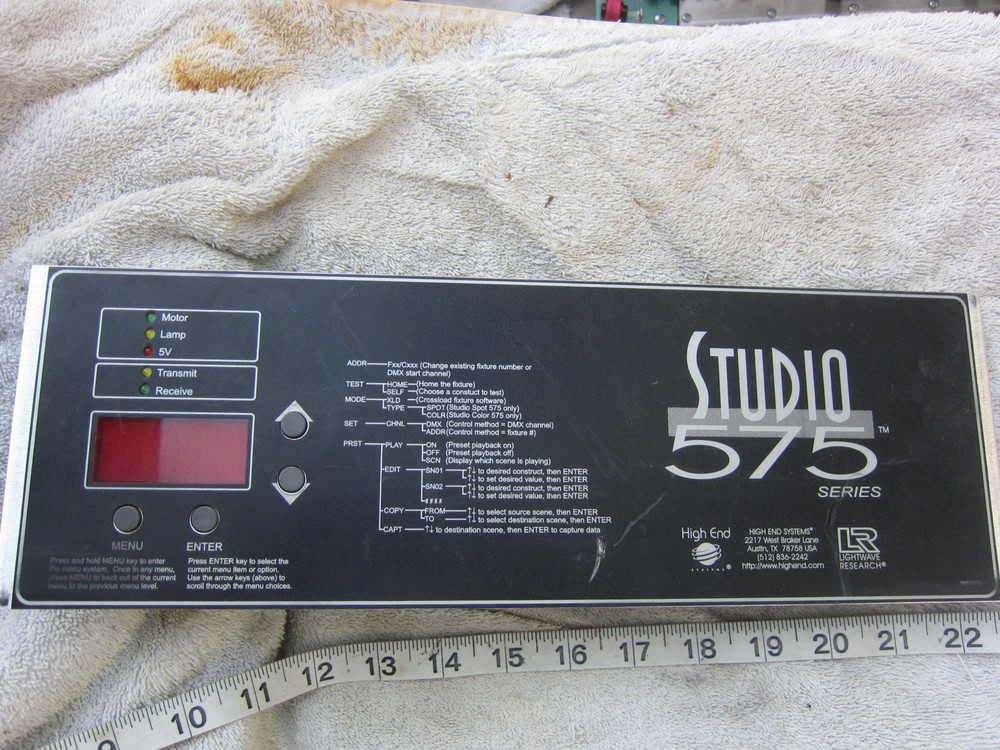 Motor
Lamp
5V
Transmit
Receive
MENU
ENTER
Press and hold MENU key to enter
the menu system. Once in any menu,
press MENU to back out of the current
menu to the previous menu level.
Press ENTER key to select the
current menu item or option.
Use the arrow keys (above) to
scroll through the menu choices.
ADDR Fxx/Cxxx (Change existing fixture number or
DMX start channel)
TEST HOME (Home the fixture)
SELF (Choose a constuct to test)
MODE XLD (Crossload fixture software)
TYPE SPOT (Studio Spot 575 only)
COLR (Studio Color 575 only)
SET CHNL DMX (Control method = DMX channel)
ADDR (Control method = fixture #)
PRST PLAY ON (Preset playback on)
OFF (Preset playback off)
SCN (Display which scene is playing)
EDIT SN01 ↑↓ to desired construct, then ENTER
↑↓ to set desired value, then ENTER
SN02 ↑↓ to desired construct, then ENTER
↑↓ to set desired value, then ENTER
COPY FROM ↑↓ to select source scene, then ENTER
TO ↑↓ to select destination scene, then ENTER
CAPT ↑↓ to destination scene, then ENTER to capture data
STUDIO
575™
SERIES
High End
SYSTEMS®
HIGH END SYSTEMS®
2217 West Braker Lane
Austin, TX 78758 USA
(512) 836-2242
http://www.highend.com
LR
LIGHTWAVE
RESEARCH®
9 10 11 12 13 14 15 16 17 18 19 20 21 22